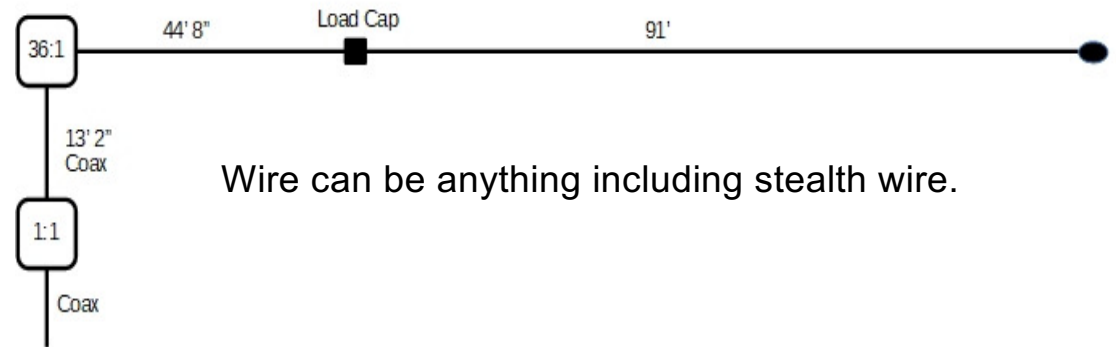 36:1
44' 8”
Load Cap
91'
13' 2”
Coax
Wire can be anything including stealth wire.
1:1
Coax